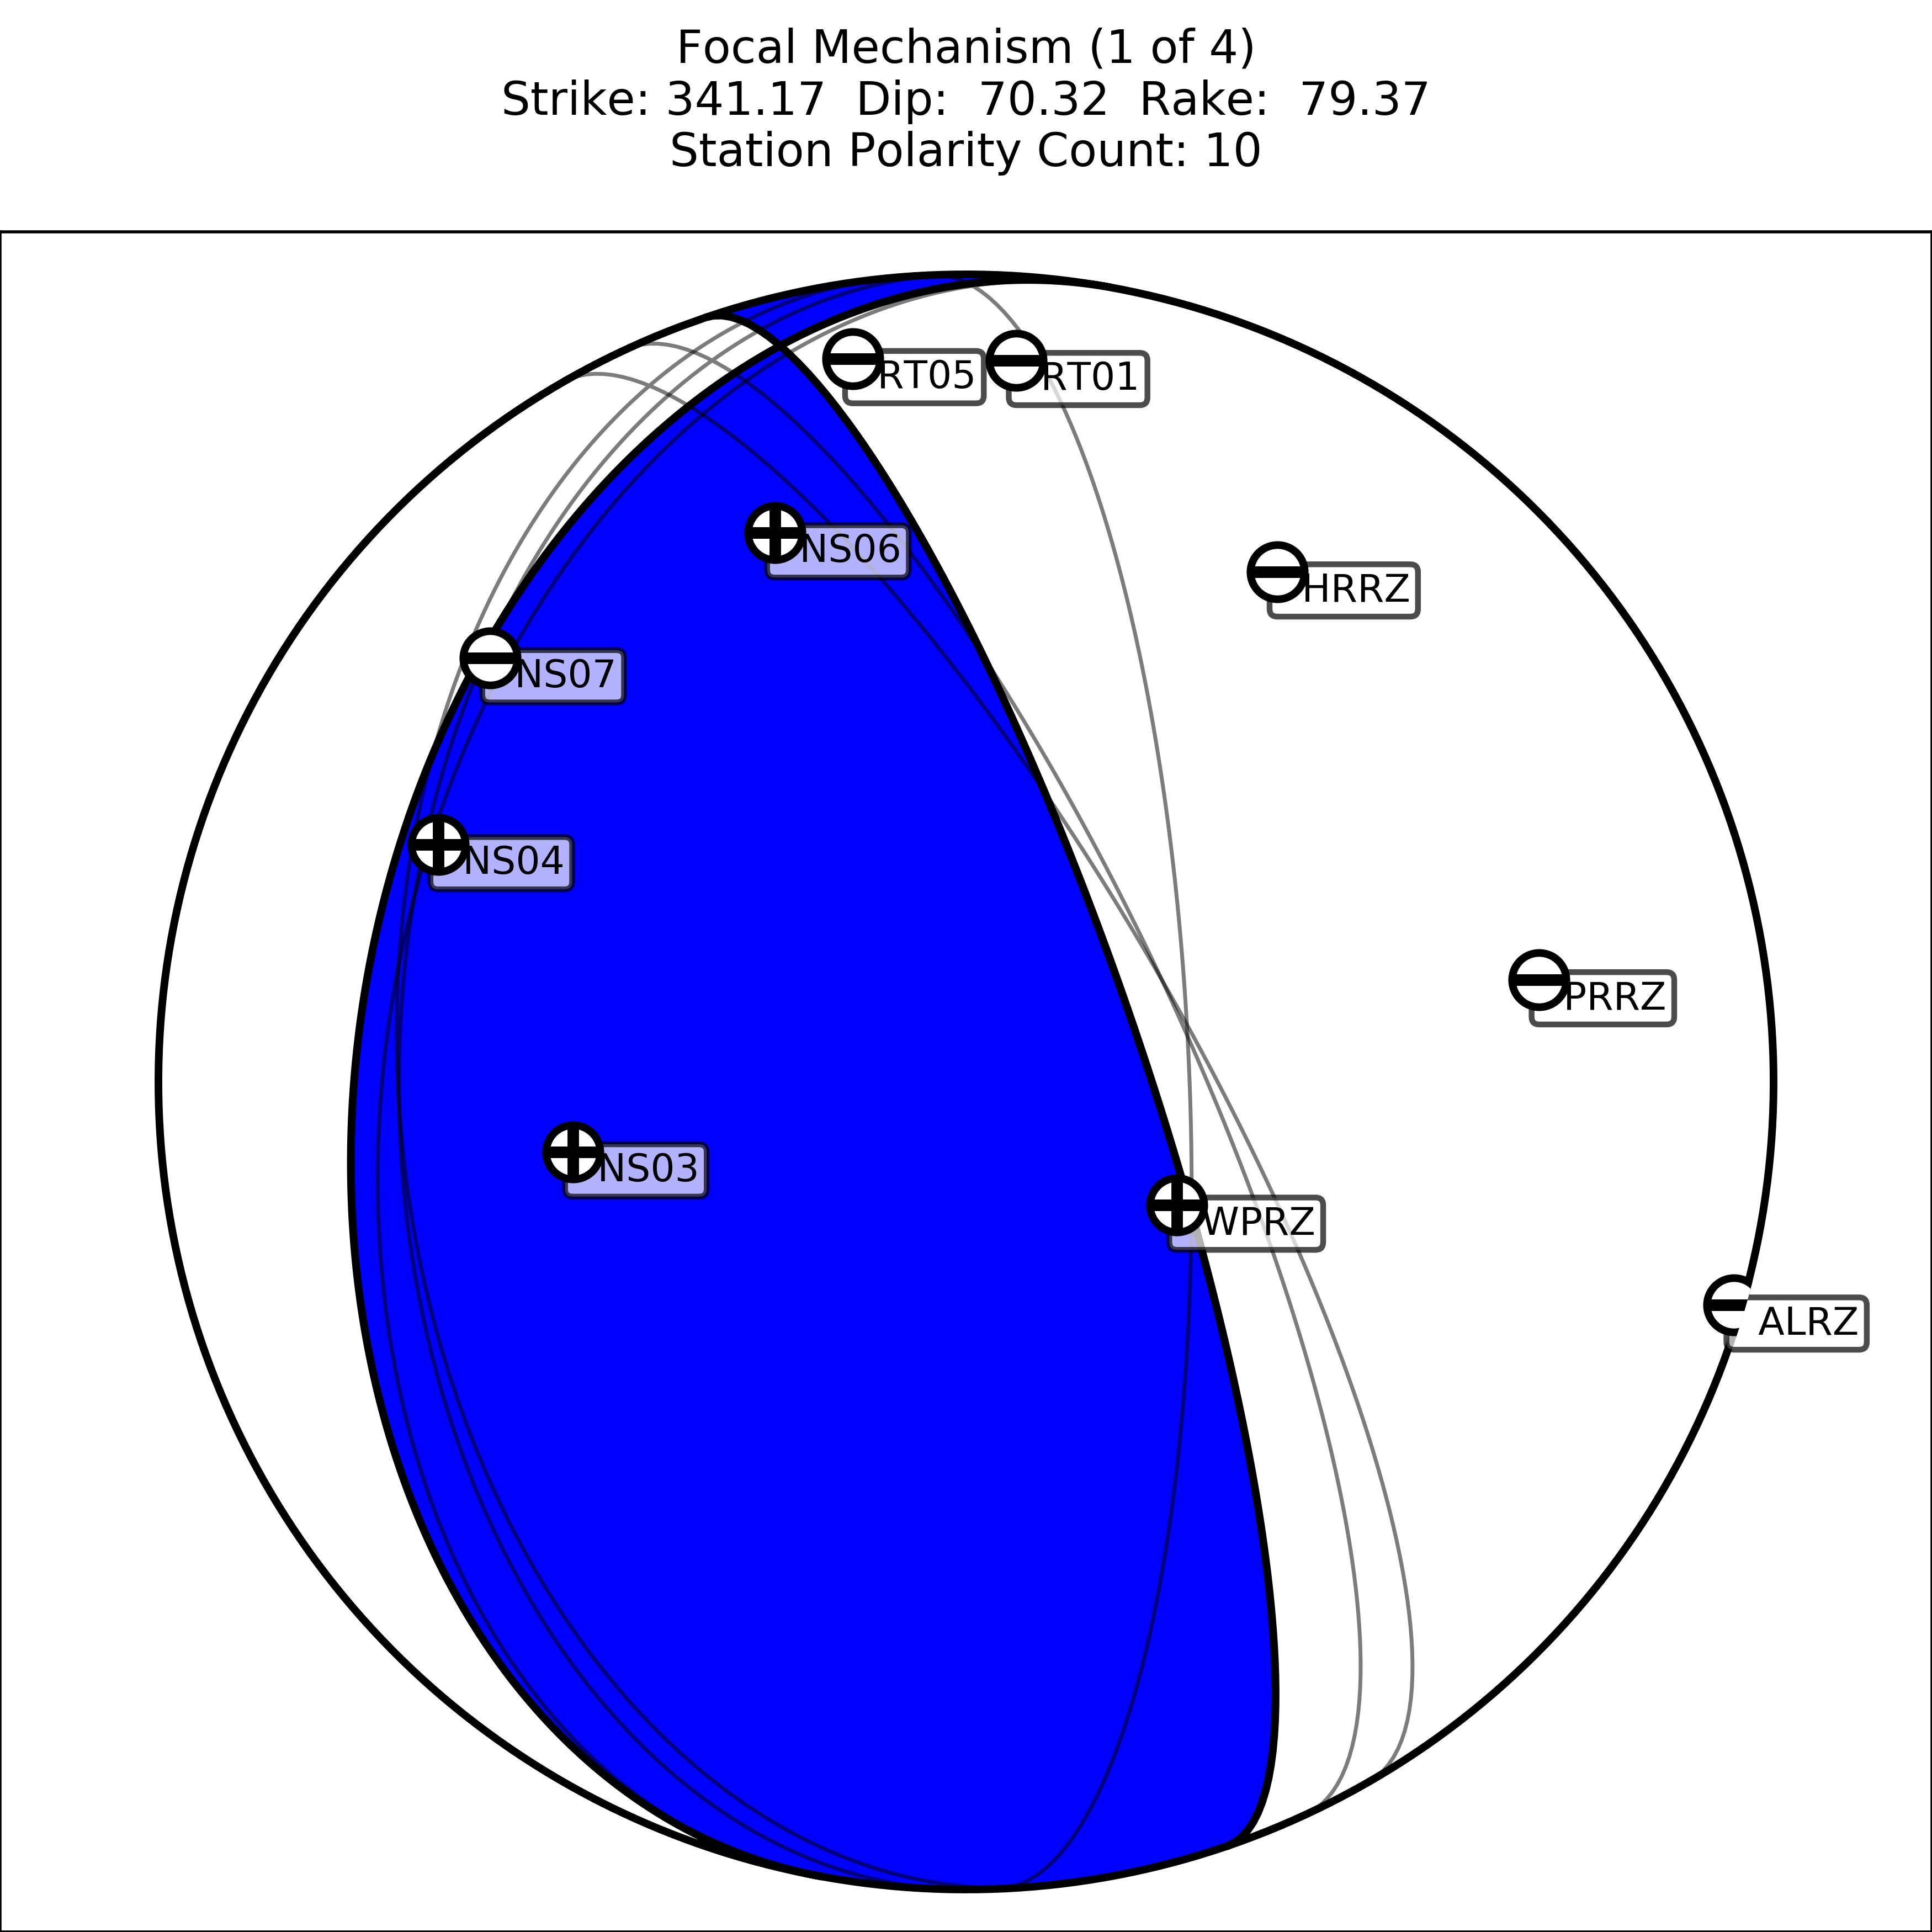 Focal Mechanism (1 of 4)
Strike: 341.17  Dip:  70.32  Rake:  79.37
Station Polarity Count: 10
RT05
RT01
NS06
HRRZ
NS07
NS04
PRRZ
NS03
WPRZ
ALRZ